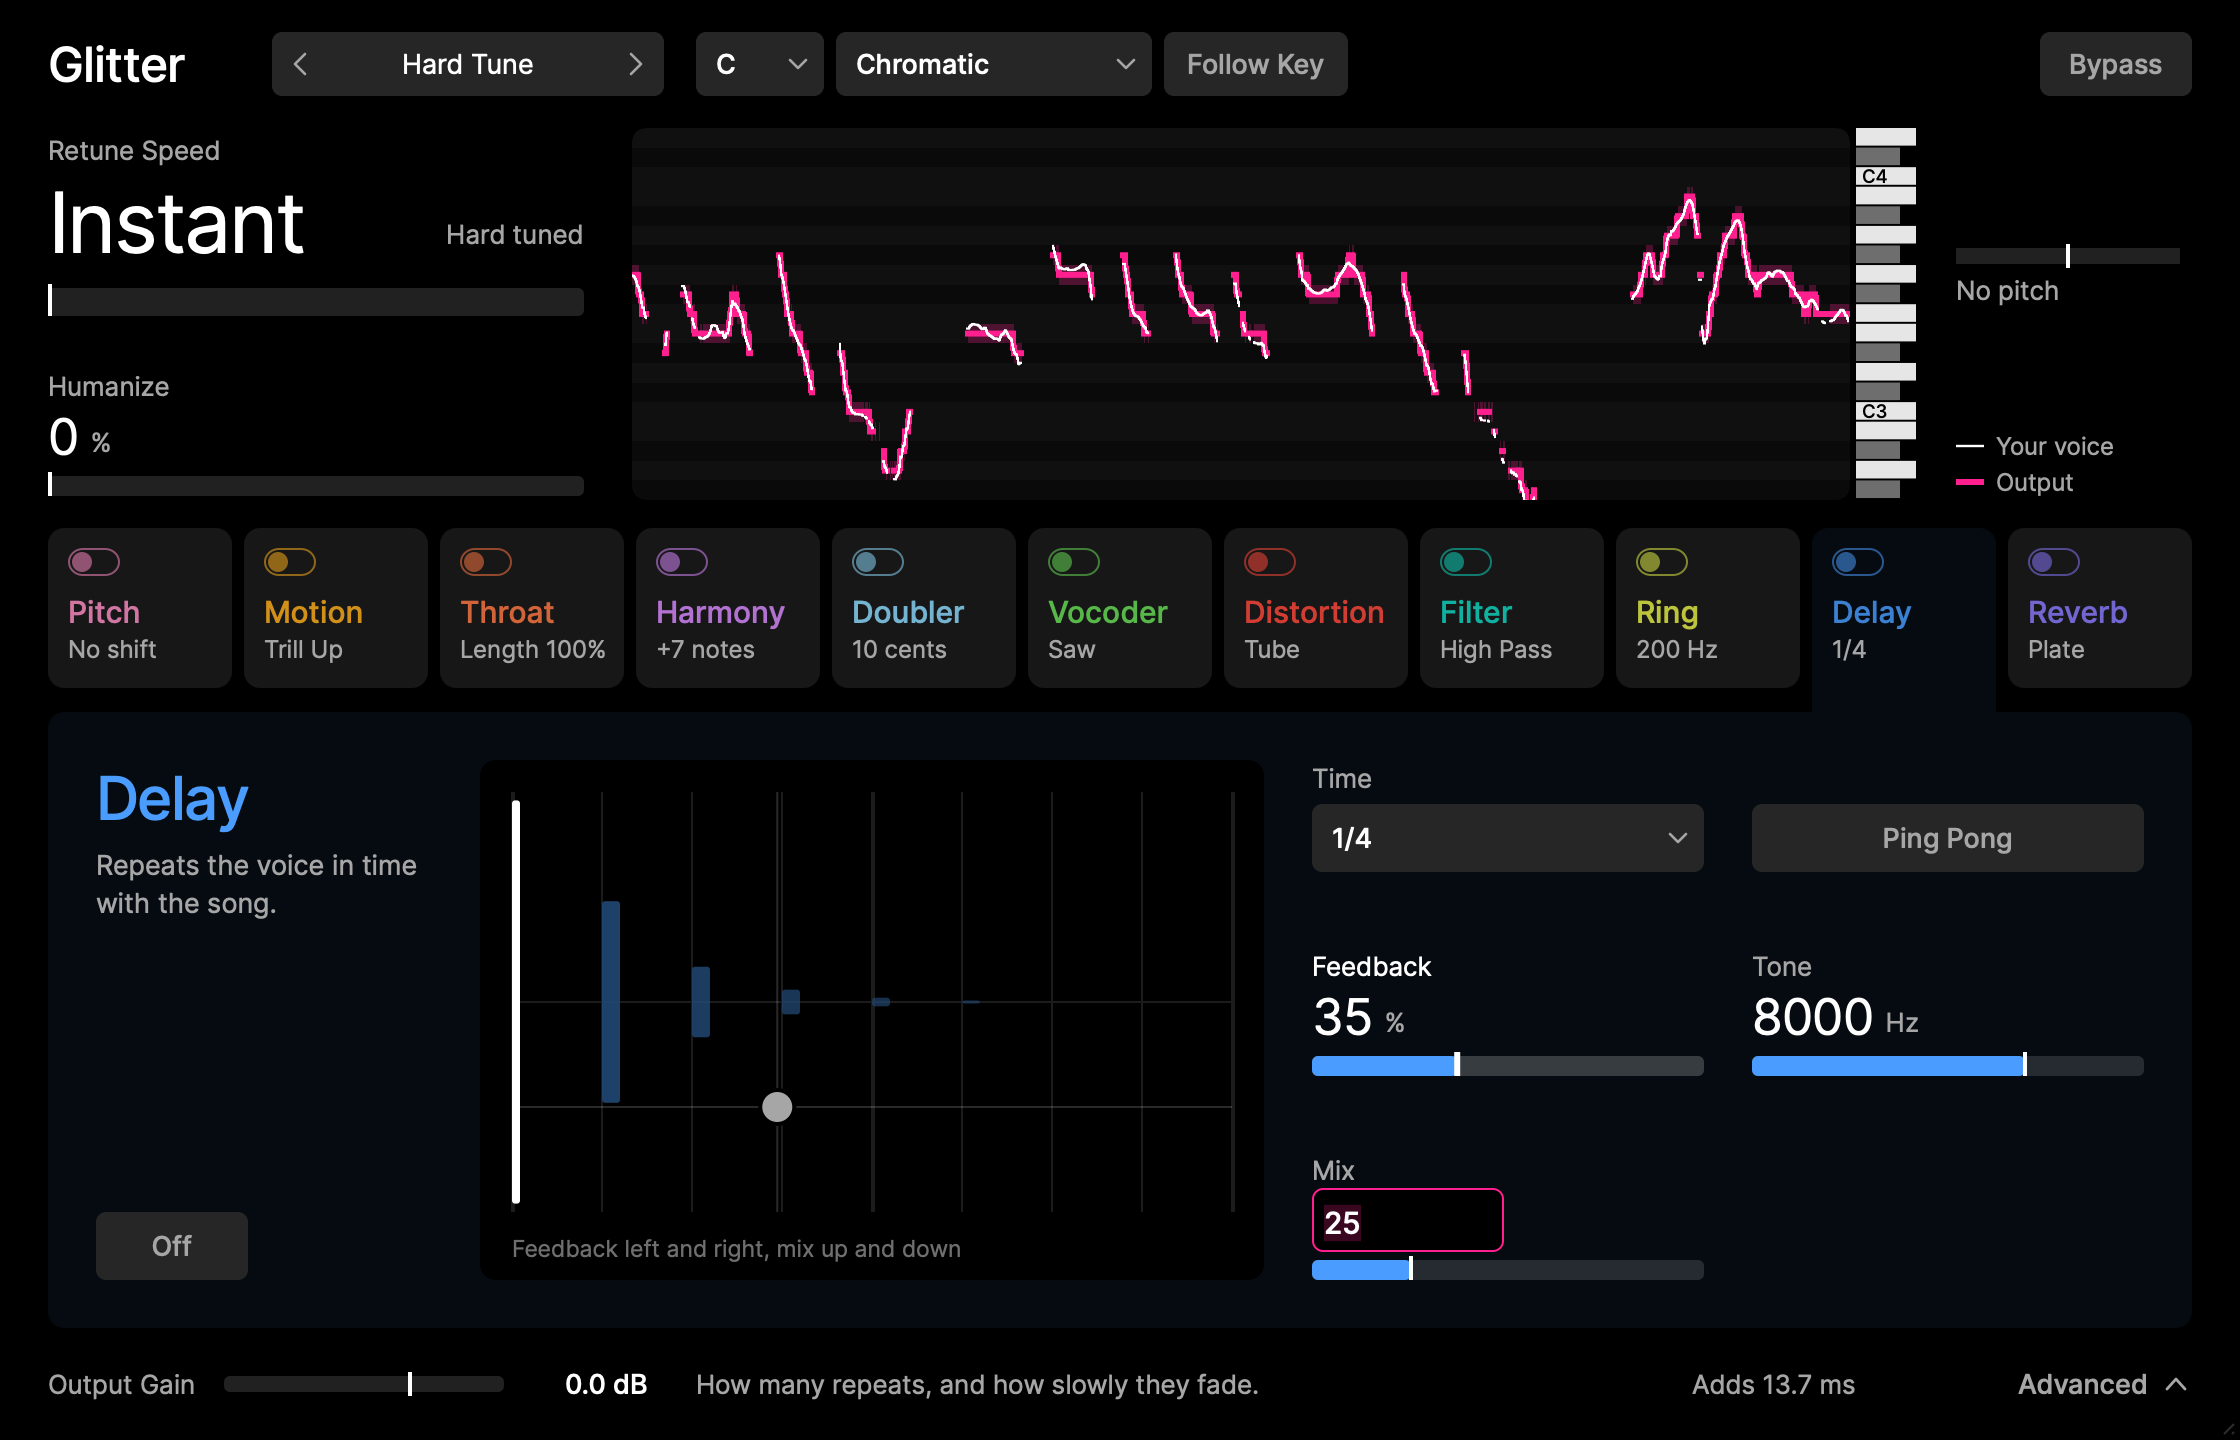 Glitter
Hard Tune
C
Chromatic
Follow Key
Bypass
Retune Speed
Instant
Hard tuned
Humanize
0 %
C4
C3
No pitch
Your voice
Output
Pitch
No shift
Motion
Trill Up
Throat
Length 100%
Harmony
+7 notes
Doubler
10 cents
Vocoder
Saw
Distortion
Tube
Filter
High Pass
Ring
200 Hz
Delay
1/4
Reverb
Plate
Delay
Repeats the voice in time
with the song.
Off
Feedback left and right, mix up and down
Time
1/4
Ping Pong
Feedback
35 %
Tone
8000 Hz
Mix
25
Output Gain
0.0 dB
How many repeats, and how slowly they fade.
Adds 13.7 ms
Advanced